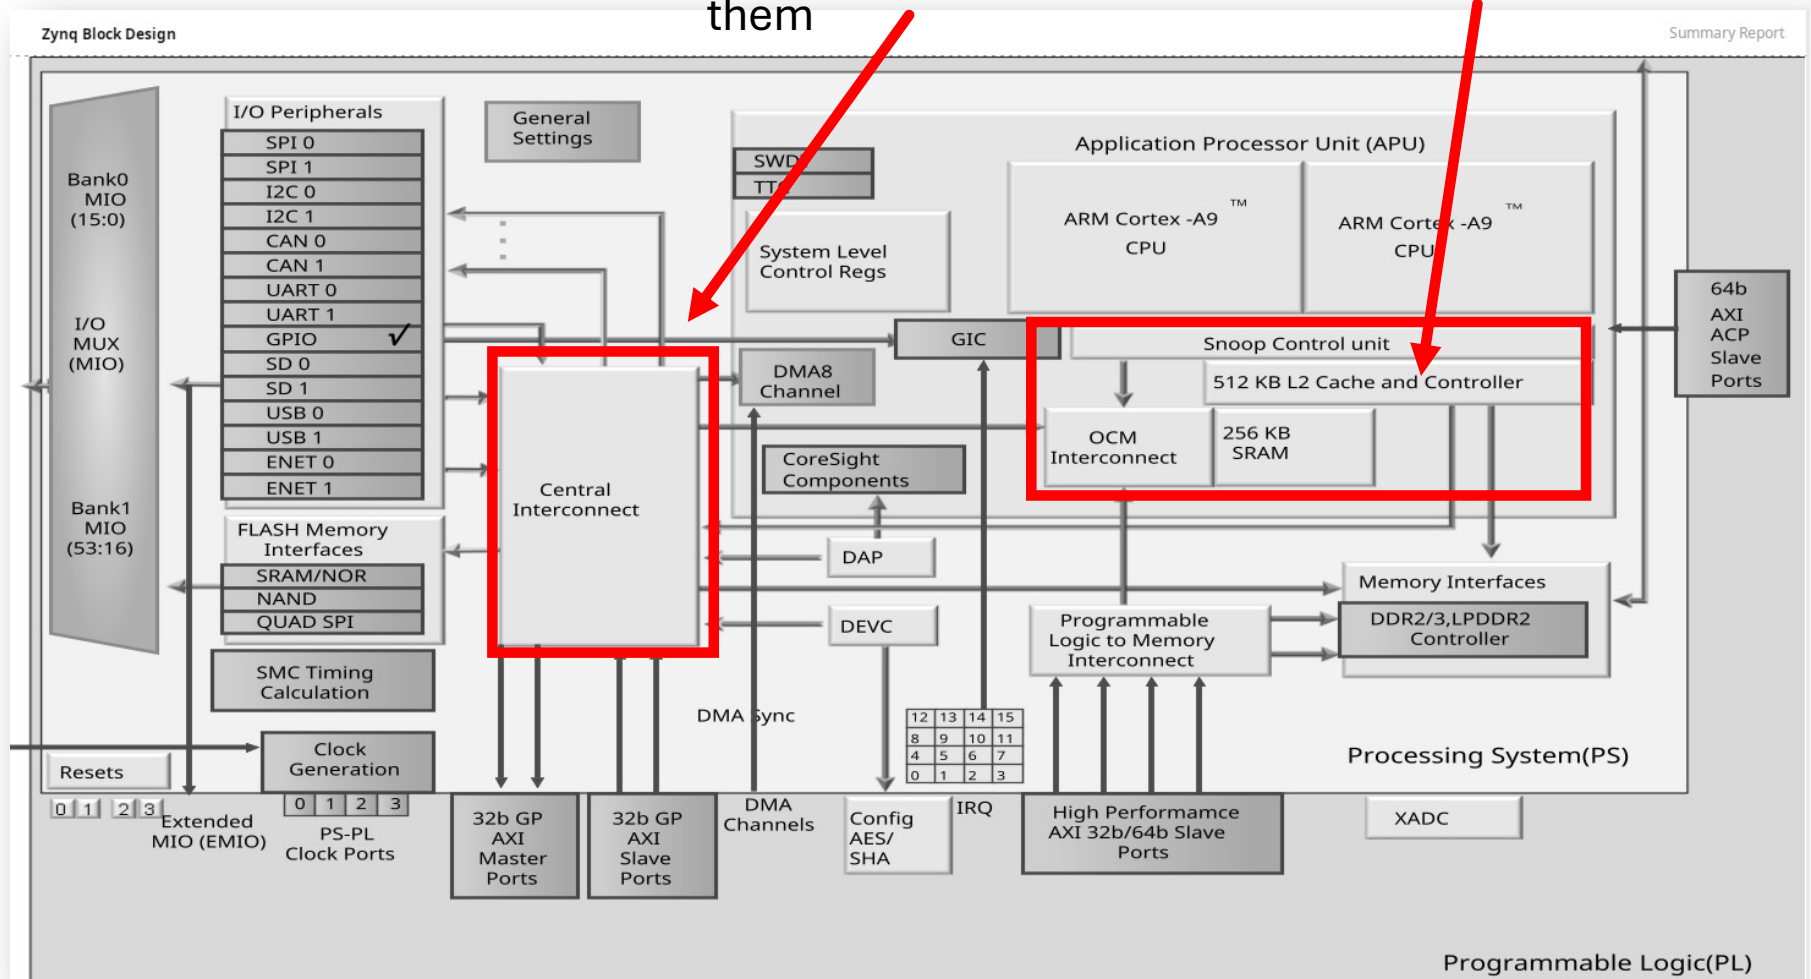 them
Zynq Block Design
Summary Report
I/O Peripherals
SPI 0
SPI 1
I2C 0
I2C 1
CAN 0
CAN 1
UART 0
UART 1
GPIO ✓
SD 0
SD 1
USB 0
USB 1
ENET 0
ENET 1
Bank0
MIO
(15:0)
I/O
MUX
(MIO)
Bank1
MIO
(53:16)
FLASH Memory
Interfaces
SRAM/NOR
NAND
QUAD SPI
SMC Timing
Calculation
Clock
Generation
0 1 2 3
PS-PL
Clock Ports
Resets
0 1 2 3
Extended
MIO (EMIO)
General
Settings
Central
Interconnect
32b GP
AXI
Master
Ports
32b GP
AXI
Slave
Ports
Application Processor Unit (APU)
SWDT
TTC
System Level
Control Regs
ARM Cortex -A9 ™
CPU
ARM Cortex -A9 ™
CPU
GIC
Snoop Control unit
DMA8
Channel
512 KB L2 Cache and Controller
OCM
Interconnect
256 KB
SRAM
CoreSight
Components
DAP
DEVC
64b
AXI
ACP
Slave
Ports
Memory Interfaces
DDR2/3,LPDDR2
Controller
Programmable
Logic to Memory
Interconnect
DMA Sync
12 13 14 15
8 9 10 11
4 5 6 7
0 1 2 3
IRQ
DMA
Channels
Config
AES/
SHA
High Performamce
AXI 32b/64b Slave
Ports
Processing System(PS)
XADC
Programmable Logic(PL)